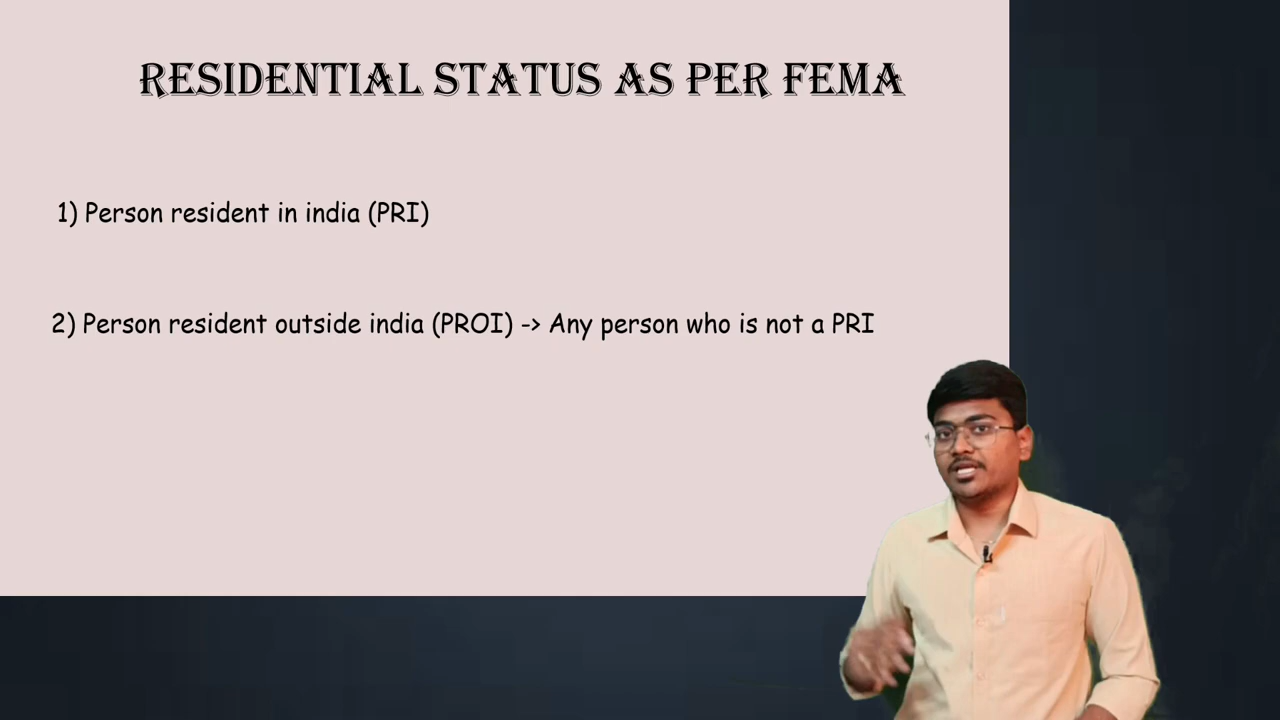 RESIDENTIAL STATUS AS PER FEMA
1) Person resident in india (PRI)
2) Person resident outside india (PROI) -> Any person who is not a PRI